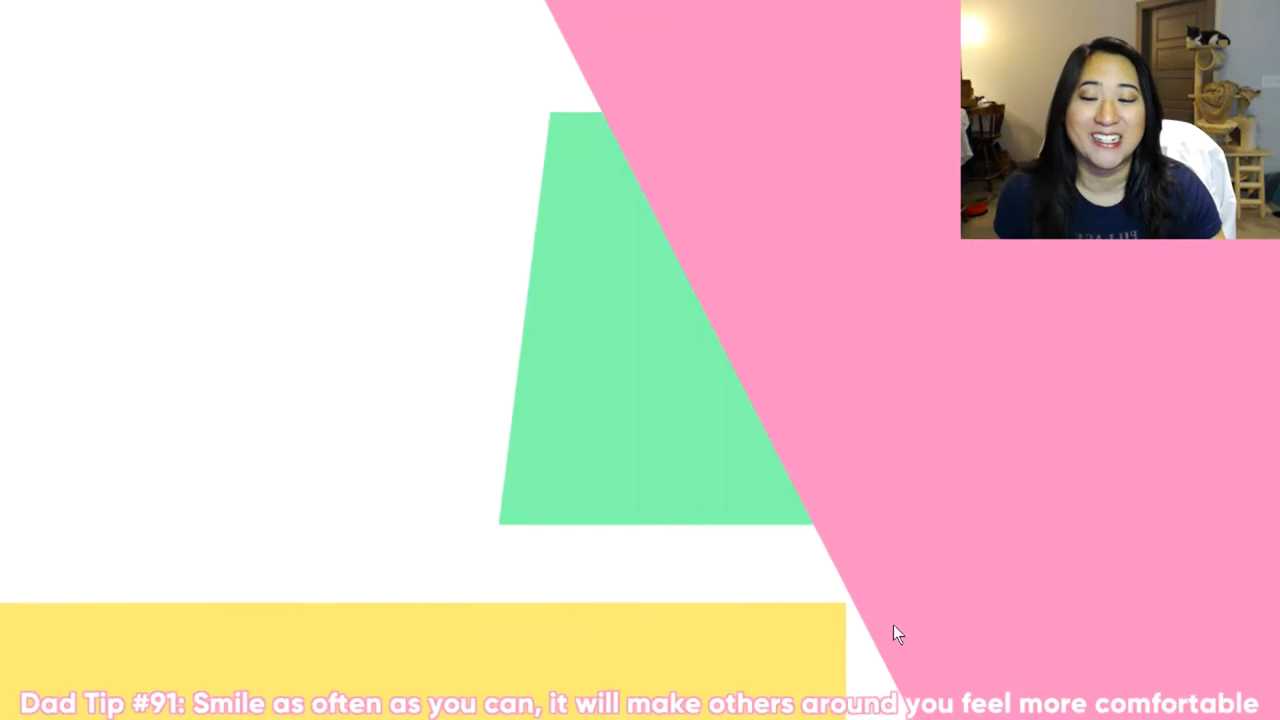 Dad Tip #91: Smile as often as you can, it will make others around you feel more comfortable